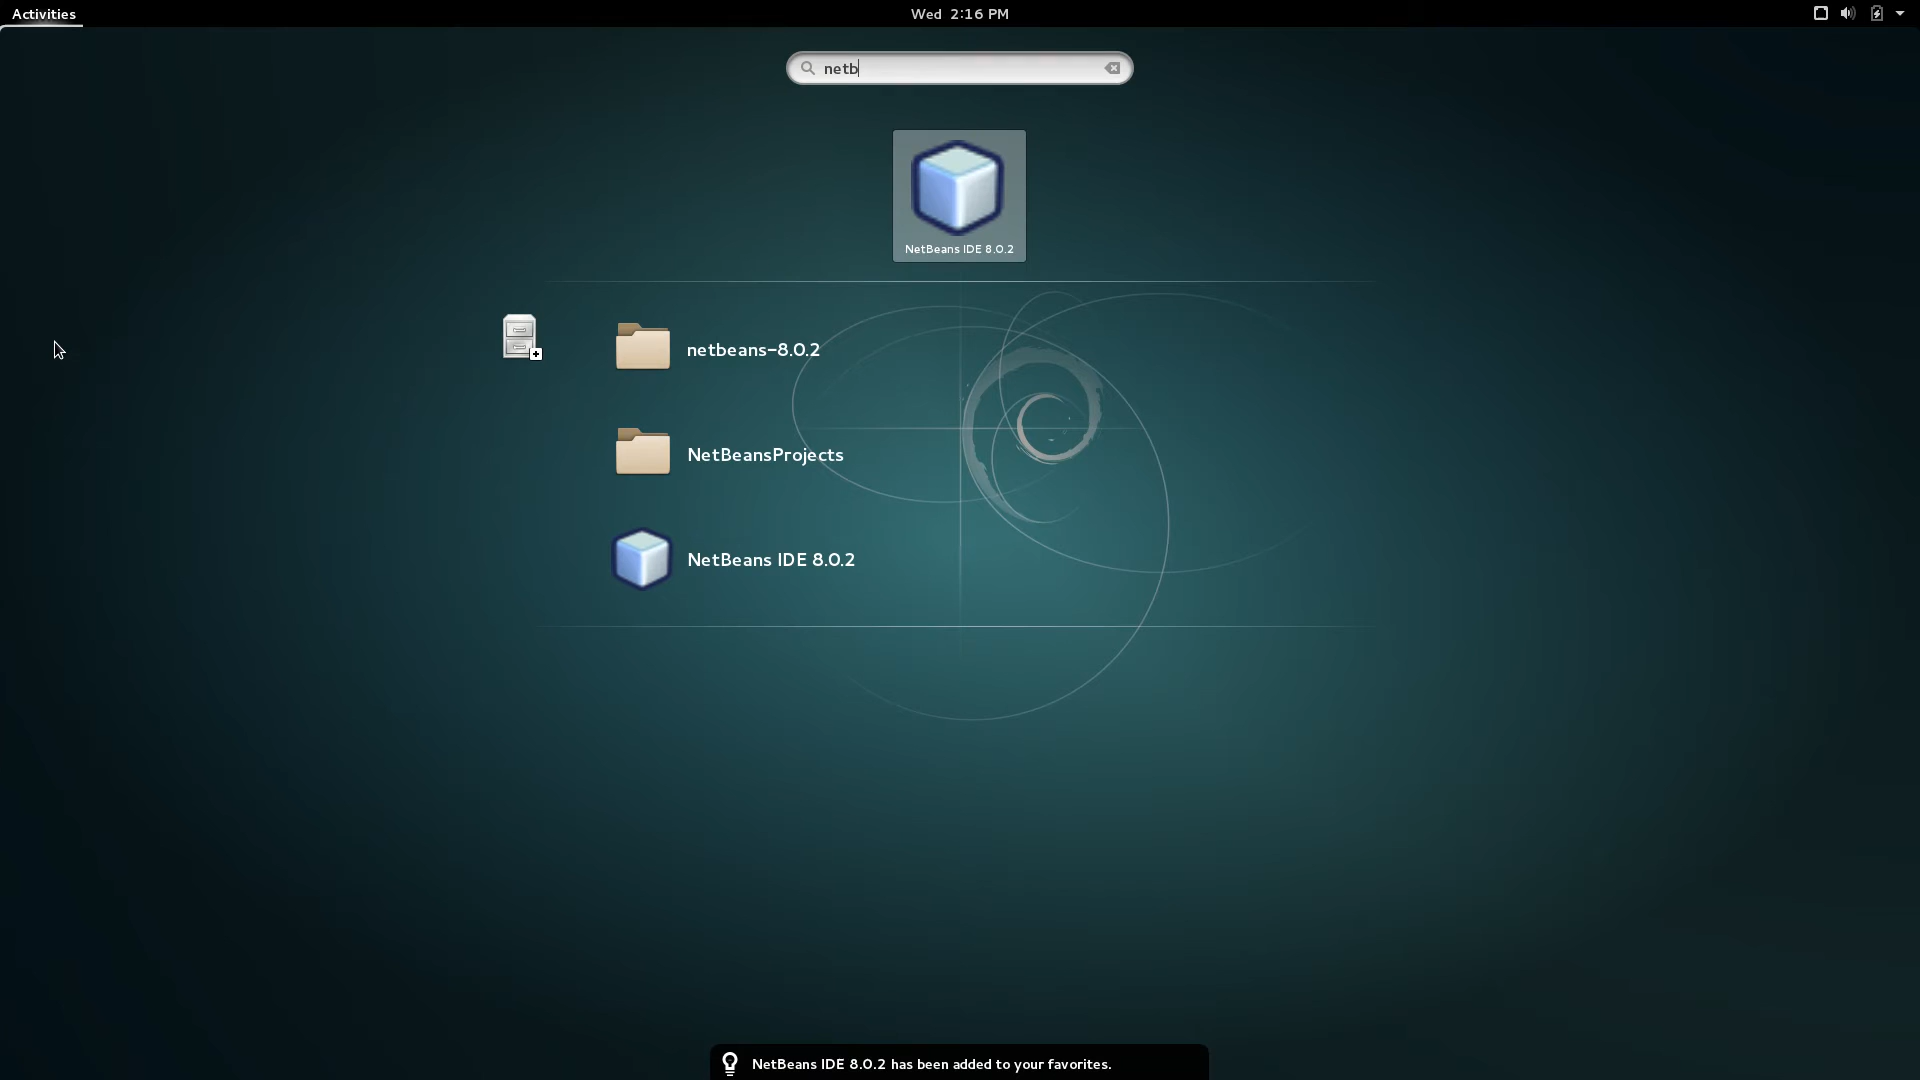 Activities
Wed 2:16 PM
netb
NetBeans IDE 8.0.2
netbeans-8.0.2
NetBeansProjects
NetBeans IDE 8.0.2
NetBeans IDE 8.0.2 has been added to your favorites.